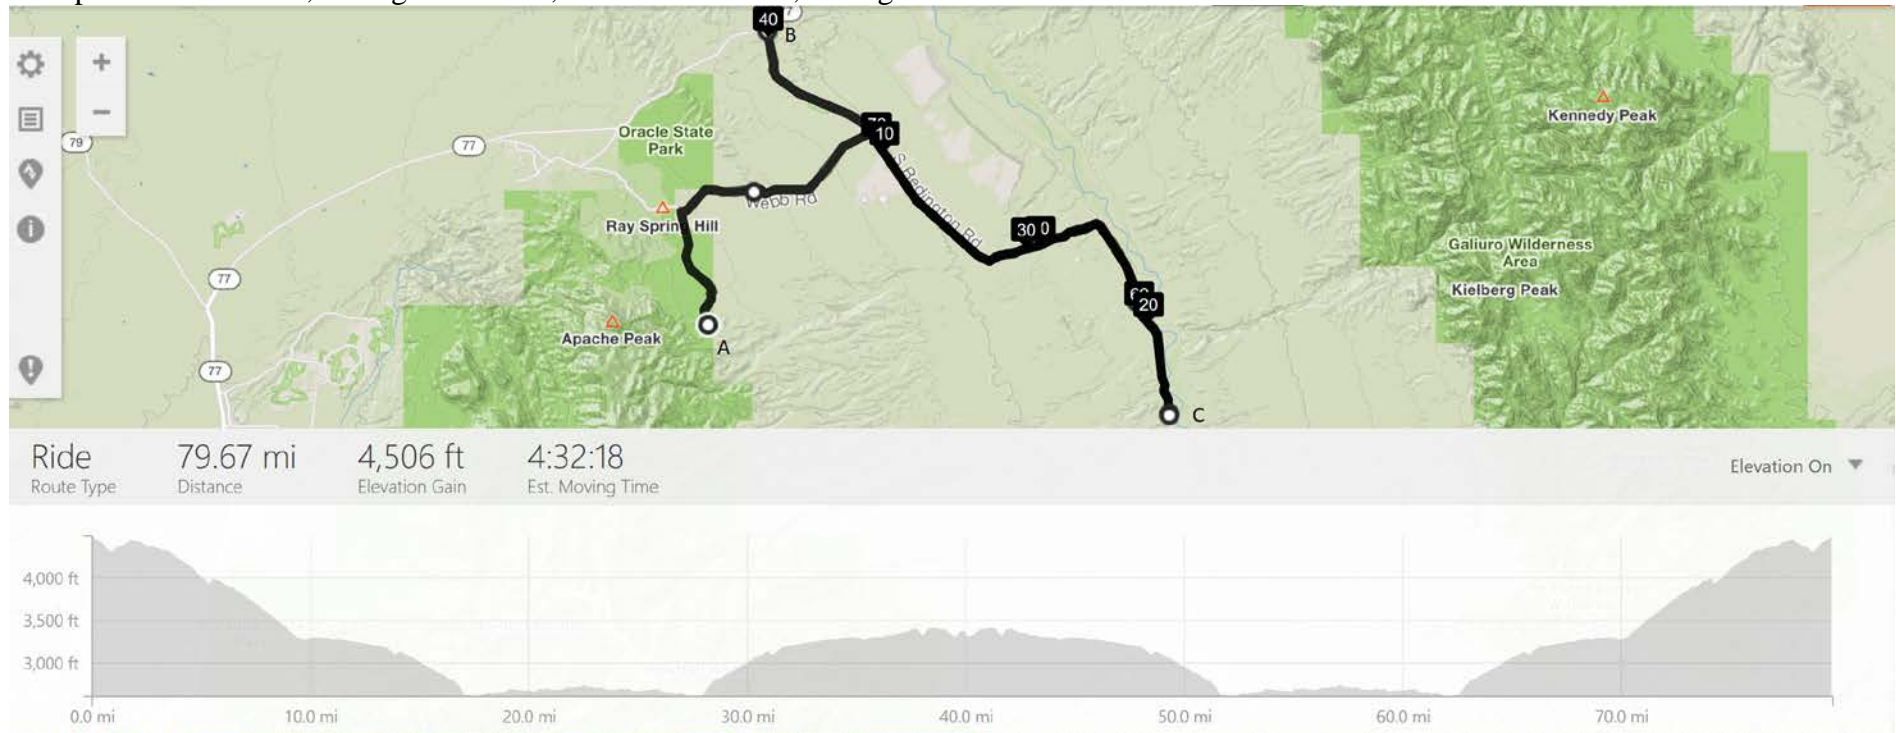 40
B
79
77
Oracle State
Park
10
Kennedy Peak
S Redington Rd
Webb Rd
Ray Spring Hill
30
0
Galiuro Wilderness
Area
77
Kielberg Peak
20
Apache Peak
A
77
C
Ride
79.67 mi
4,506 ft
4:32:18
Route Type
Distance
Elevation Gain
Est. Moving Time
Elevation On
4,000 ft
3,500 ft
3,000 ft
0.0 mi
10.0 mi
20.0 mi
30.0 mi
40.0 mi
50.0 mi
60.0 mi
70.0 mi